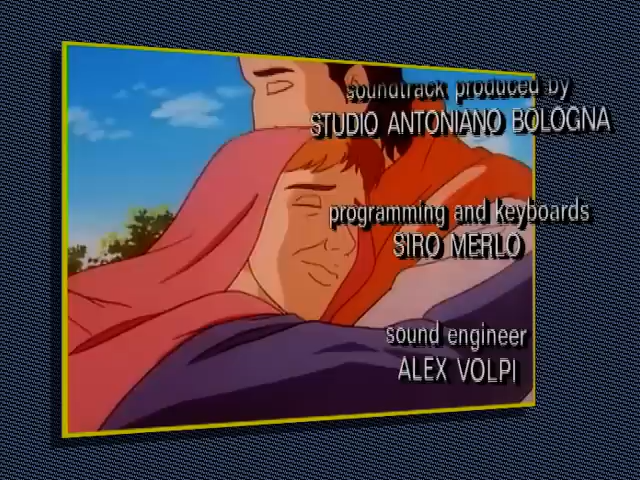 soundtrack produced by
STUDIO ANTONIANO BOLOGNA
programming and keyboards
SIRO MERLO
sound engineer
ALEX VOLPI